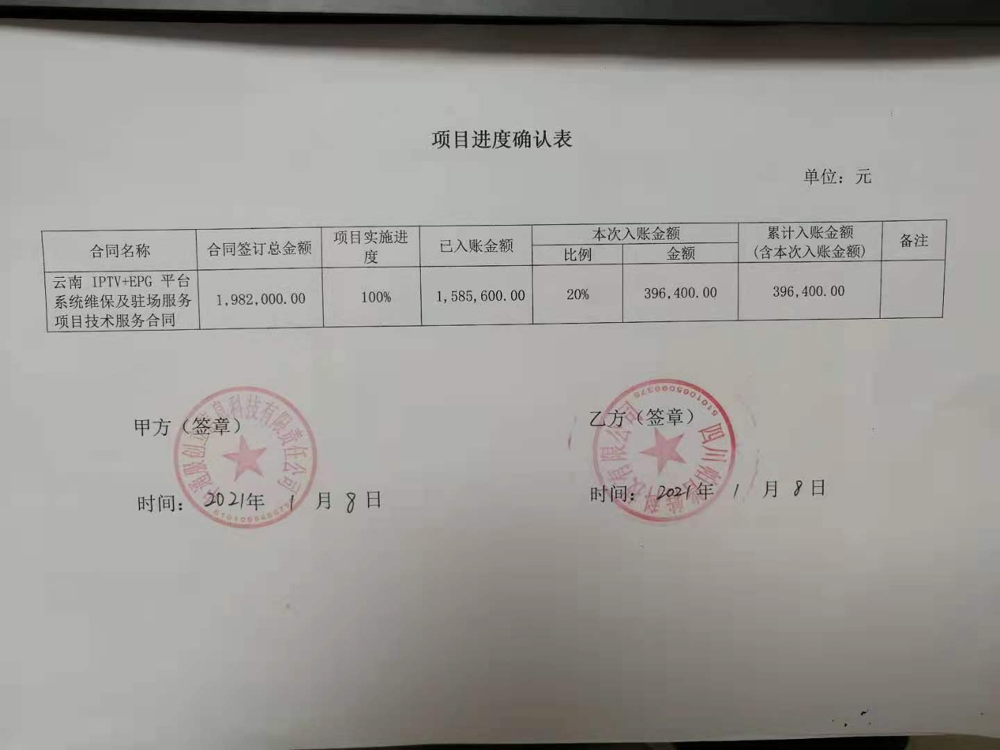 项目进度确认表
单位：元
合同名称 合同签订总金额 项目实施进度 已入账金额 本次入账金额 比例 金额 累计入账金额(含本次入账金额) 备注
云南 IPTV+EPG 平台
系统维保及驻场服务
项目技术服务合同
1,982,000.00 100% 1,585,600.00 20% 396,400.00 396,400.00
甲方（签章）
乙方（签章）
时间：2021年 1 月 8 日
时间：2021年 1 月 8 日
信息科技有限责任公司
四川
有限公司
5101065099376